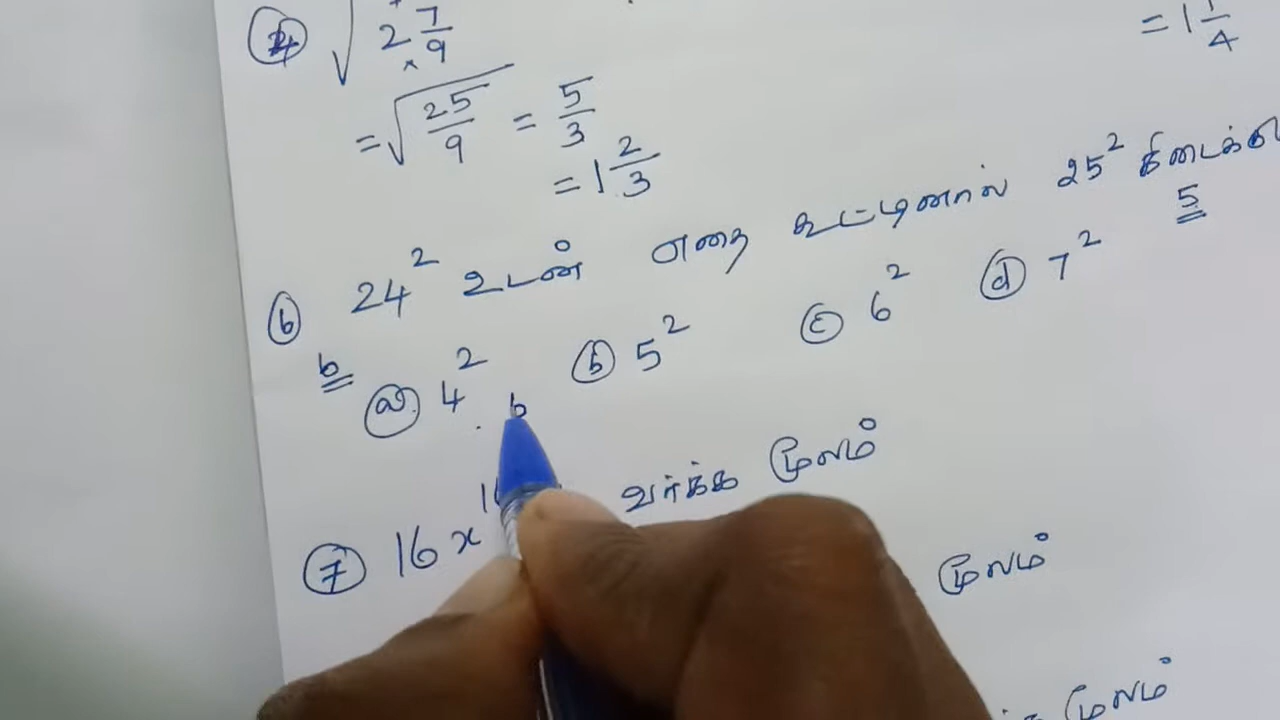 ④ √2 7/9
= 1 1/4
= √25/9 = 5/3
= 1 2/3
⑥ 24² உடன் எதை கூட்டினால் 25²
5
b
ⓐ 4² ⓑ 5² ⓒ 6² ⓓ 7²
b
⑦ 16x வர்க்க மூலம்
மூலம்
மூலம்